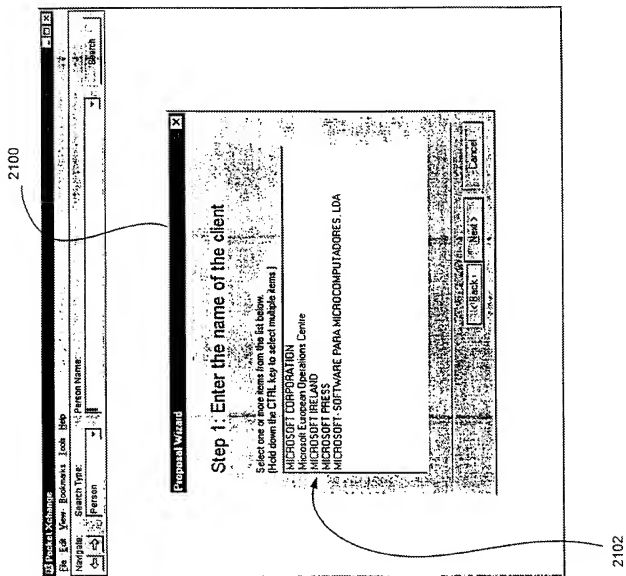 2100
Pocket Xchange
File Edit View Bookmarks Tools Help
Navigate: Search Type: Person Name:
Person Search
Proposal Wizard
Step 1: Enter the name of the client
Select one or more items from the list below.
(Hold down the CTRL key to select multiple items.)
MICROSOFT CORPORATION
Microsoft European Operations Centre
MICROSOFT IRELAND
MICROSOFT PRESS
MICROSOFT- SOFTWARE PARA MICROCOMPUTADORES, LDA
< Back Next > Cancel
2102